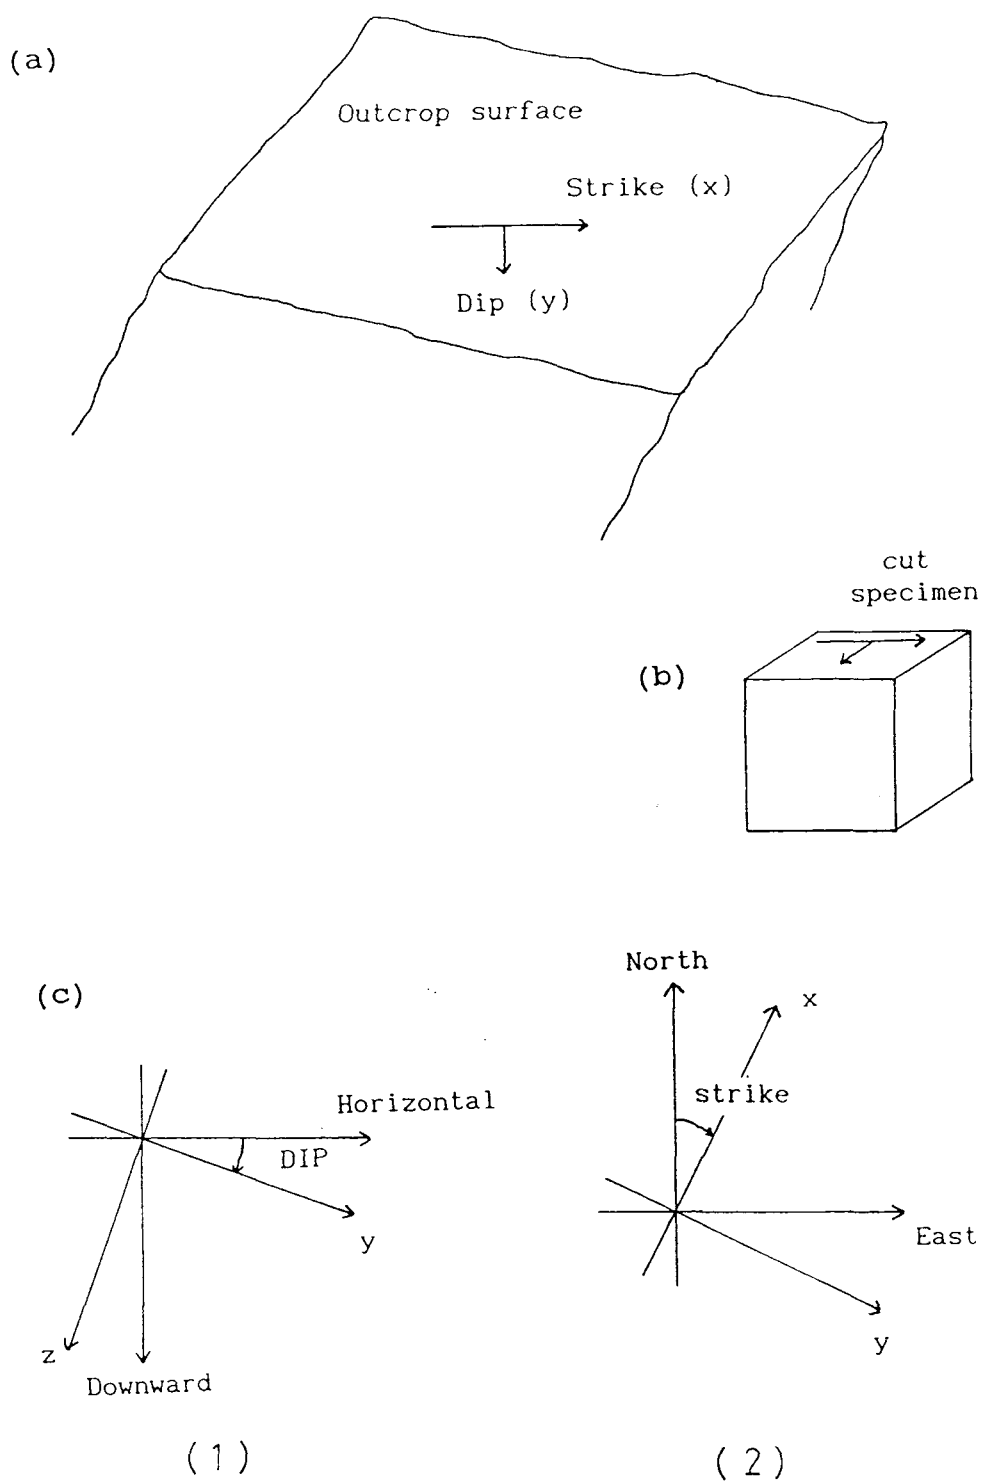 (a)
Outcrop surface
Strike (x)
Dip (y)
cut
specimen
(b)
(c)
Horizontal
DIP
y
z
Downward
(1)
North
x
strike
East
y
(2)